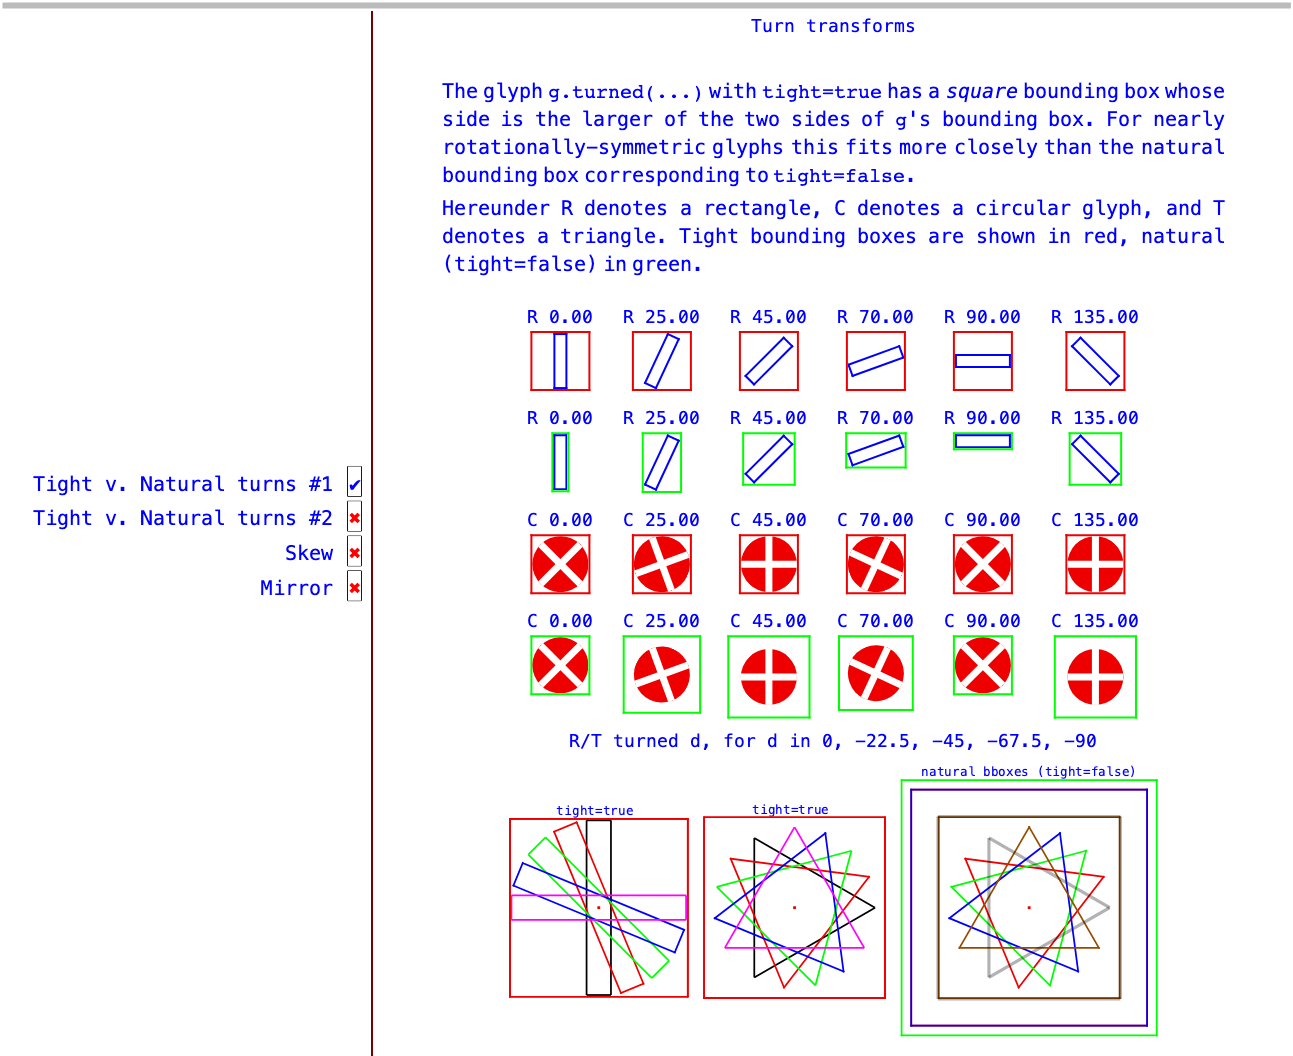 Turn transforms
The glyph g.turned(...) with tight=true has a square bounding box whose
side is the larger of the two sides of g's bounding box. For nearly
rotationally–symmetric glyphs this fits more closely than the natural
bounding box corresponding to tight=false.
Hereunder R denotes a rectangle, C denotes a circular glyph, and T
denotes a triangle. Tight bounding boxes are shown in red, natural
(tight=false) in green.
R 0.00 R 25.00 R 45.00 R 70.00 R 90.00 R 135.00
R 0.00 R 25.00 R 45.00 R 70.00 R 90.00 R 135.00
Tight v. Natural turns #1 ✔
Tight v. Natural turns #2 ✖
Skew ✖
Mirror ✖
C 0.00 C 25.00 C 45.00 C 70.00 C 90.00 C 135.00
C 0.00 C 25.00 C 45.00 C 70.00 C 90.00 C 135.00
R/T turned d, for d in 0, –22.5, –45, –67.5, –90
tight=true
tight=true
natural bboxes (tight=false)